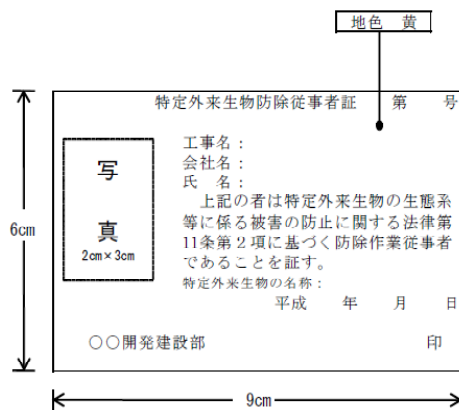 地色 黄
特定外来生物防除従事者証 第 号
工事名：
会社名：
氏 名：
上記の者は特定外来生物の生態系
等に係る被害の防止に関する法律第
11条第２項に基づく防除作業従事者
であることを証す。
特定外来生物の名称：
平成 年 月 日
○○開発建設部 印
写
真
2cm×3cm
6cm
9cm